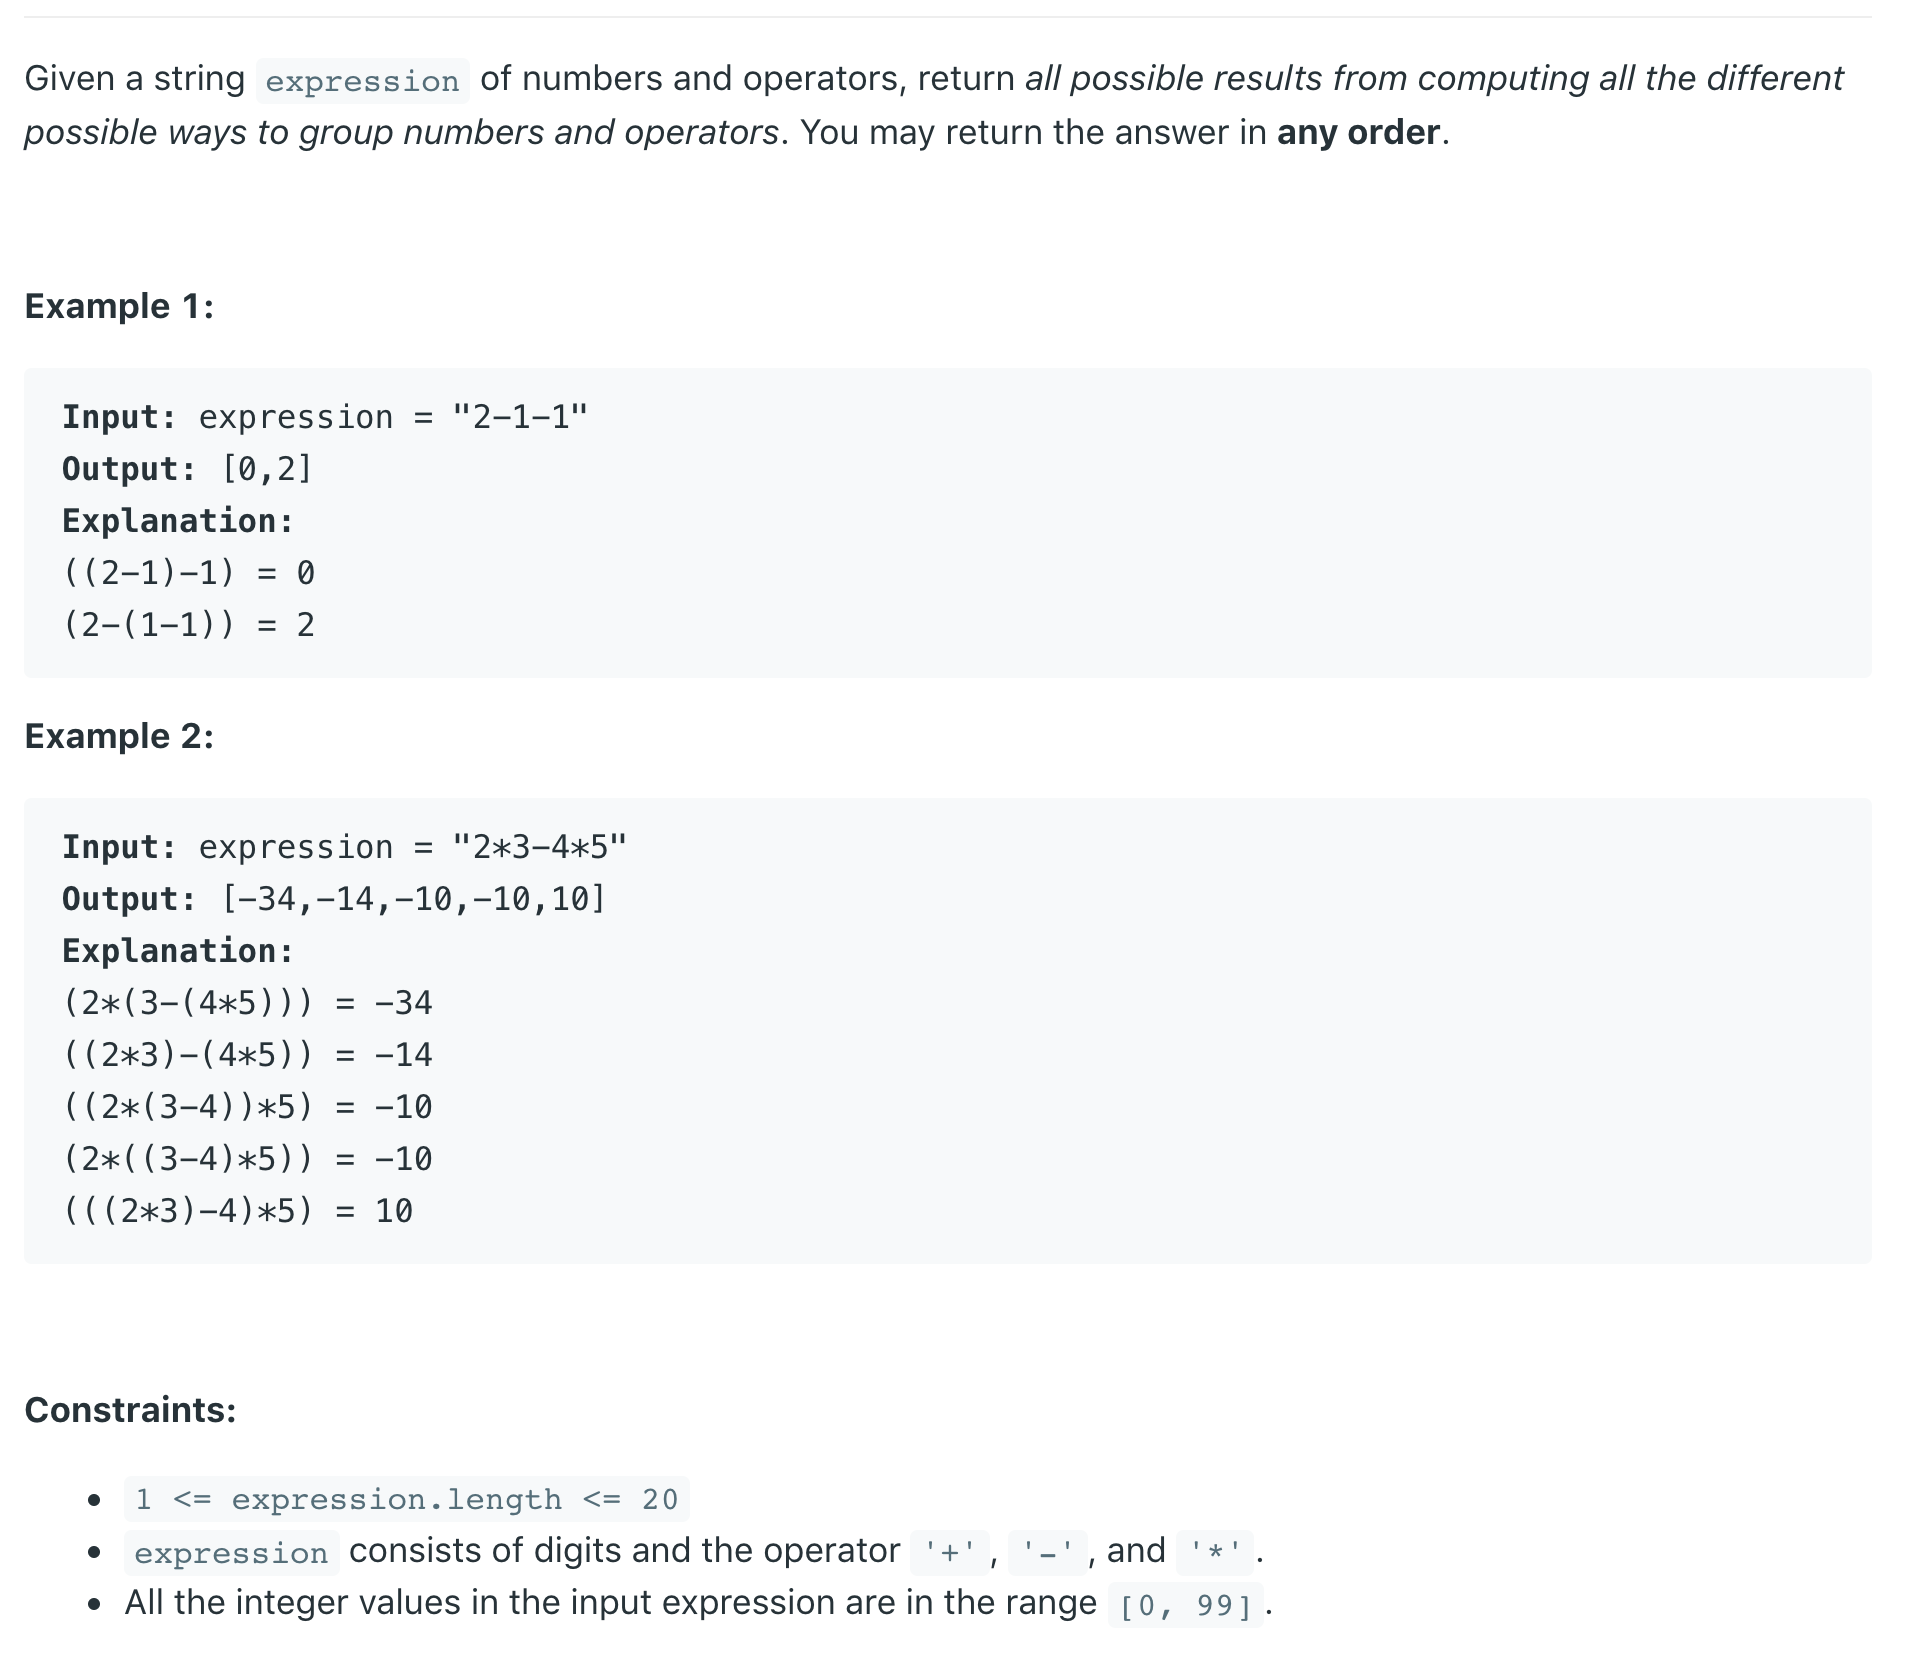 Given a string expression of numbers and operators, return all possible results from computing all the different
possible ways to group numbers and operators. You may return the answer in any order.
Example 1:
Input: expression = "2-1-1"
Output: [0,2]
Explanation:
((2-1)-1) = 0
(2-(1-1)) = 2
Example 2:
Input: expression = "2*3-4*5"
Output: [-34,-14,-10,-10,10]
Explanation:
(2*(3-(4*5))) = -34
((2*3)-(4*5)) = -14
((2*(3-4))*5) = -10
(2*((3-4)*5)) = -10
(((2*3)-4)*5) = 10
Constraints:
• 1 <= expression.length <= 20
• expression consists of digits and the operator '+', '-', and '*'.
• All the integer values in the input expression are in the range [0, 99].